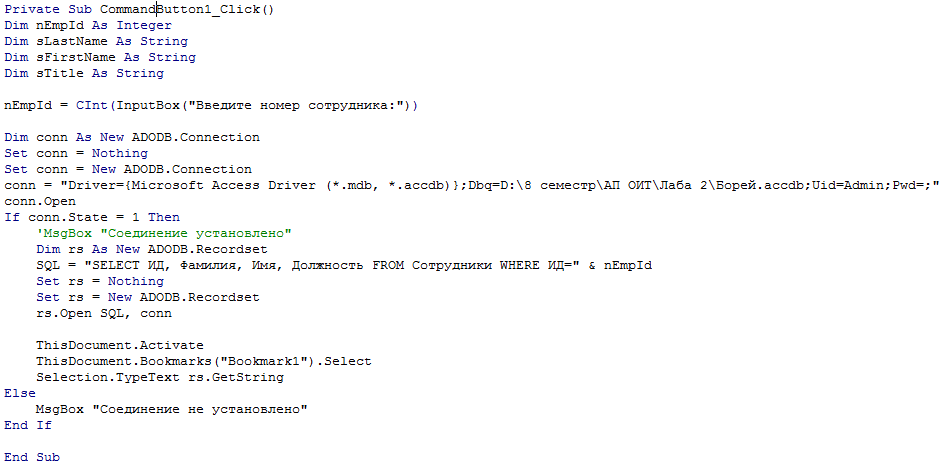 Private Sub CommandButton1_Click()
Dim nEmpId As Integer
Dim sLastName As String
Dim sFirstName As String
Dim sTitle As String
nEmpId = CInt(InputBox("Введите номер сотрудника:"))
Dim conn As New ADODB.Connection
Set conn = Nothing
Set conn = New ADODB.Connection
conn = "Driver={Microsoft Access Driver (*.mdb, *.accdb)};Dbq=D:\8 семестр\АП ОИТ\Лаба 2\Борей.accdb;Uid=Admin;Pwd=;"
conn.Open
If conn.State = 1 Then
    'MsgBox "Соединение установлено"
    Dim rs As New ADODB.Recordset
    SQL = "SELECT ИД, Фамилия, Имя, Должность FROM Сотрудники WHERE ИД=" & nEmpId
    Set rs = Nothing
    Set rs = New ADODB.Recordset
    rs.Open SQL, conn
    ThisDocument.Activate
    ThisDocument.Bookmarks("Bookmark1").Select
    Selection.TypeText rs.GetString
Else
    MsgBox "Соединение не установлено"
End If
End Sub